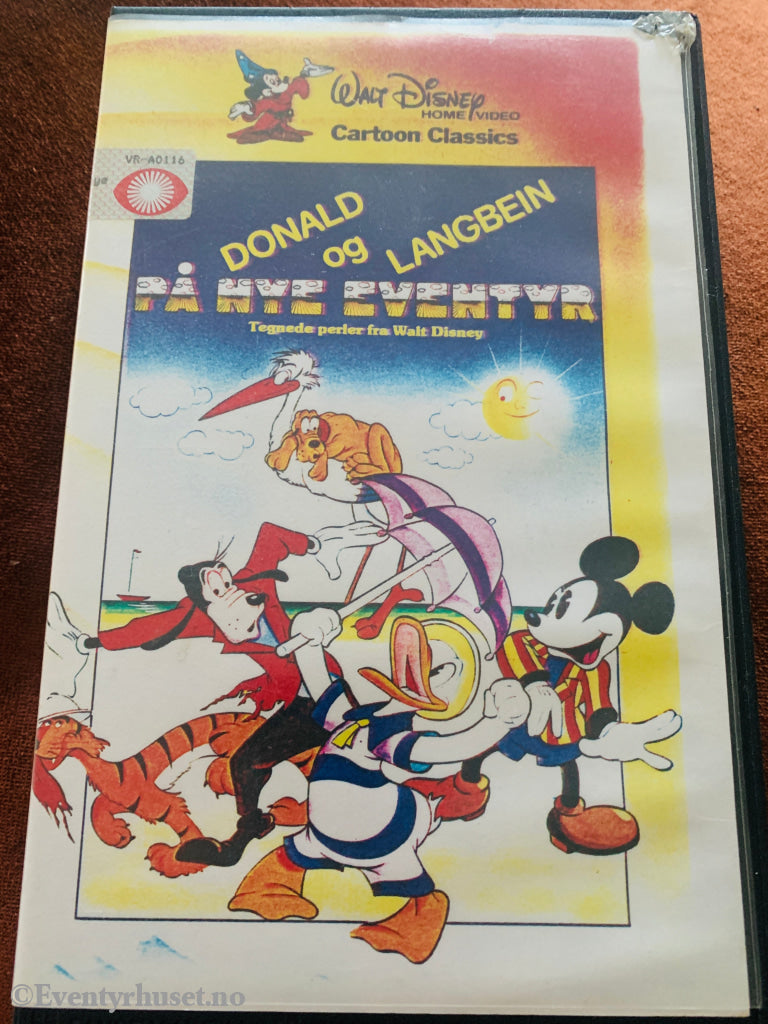 WALT DISNEY
HOME VIDEO
Cartoon Classics
VR-A0116
DONALD
og
LANGBEIN
PÅ NYE EVENTYR
Tegnede perler fra Walt Disney
©Eventyrhuset.no